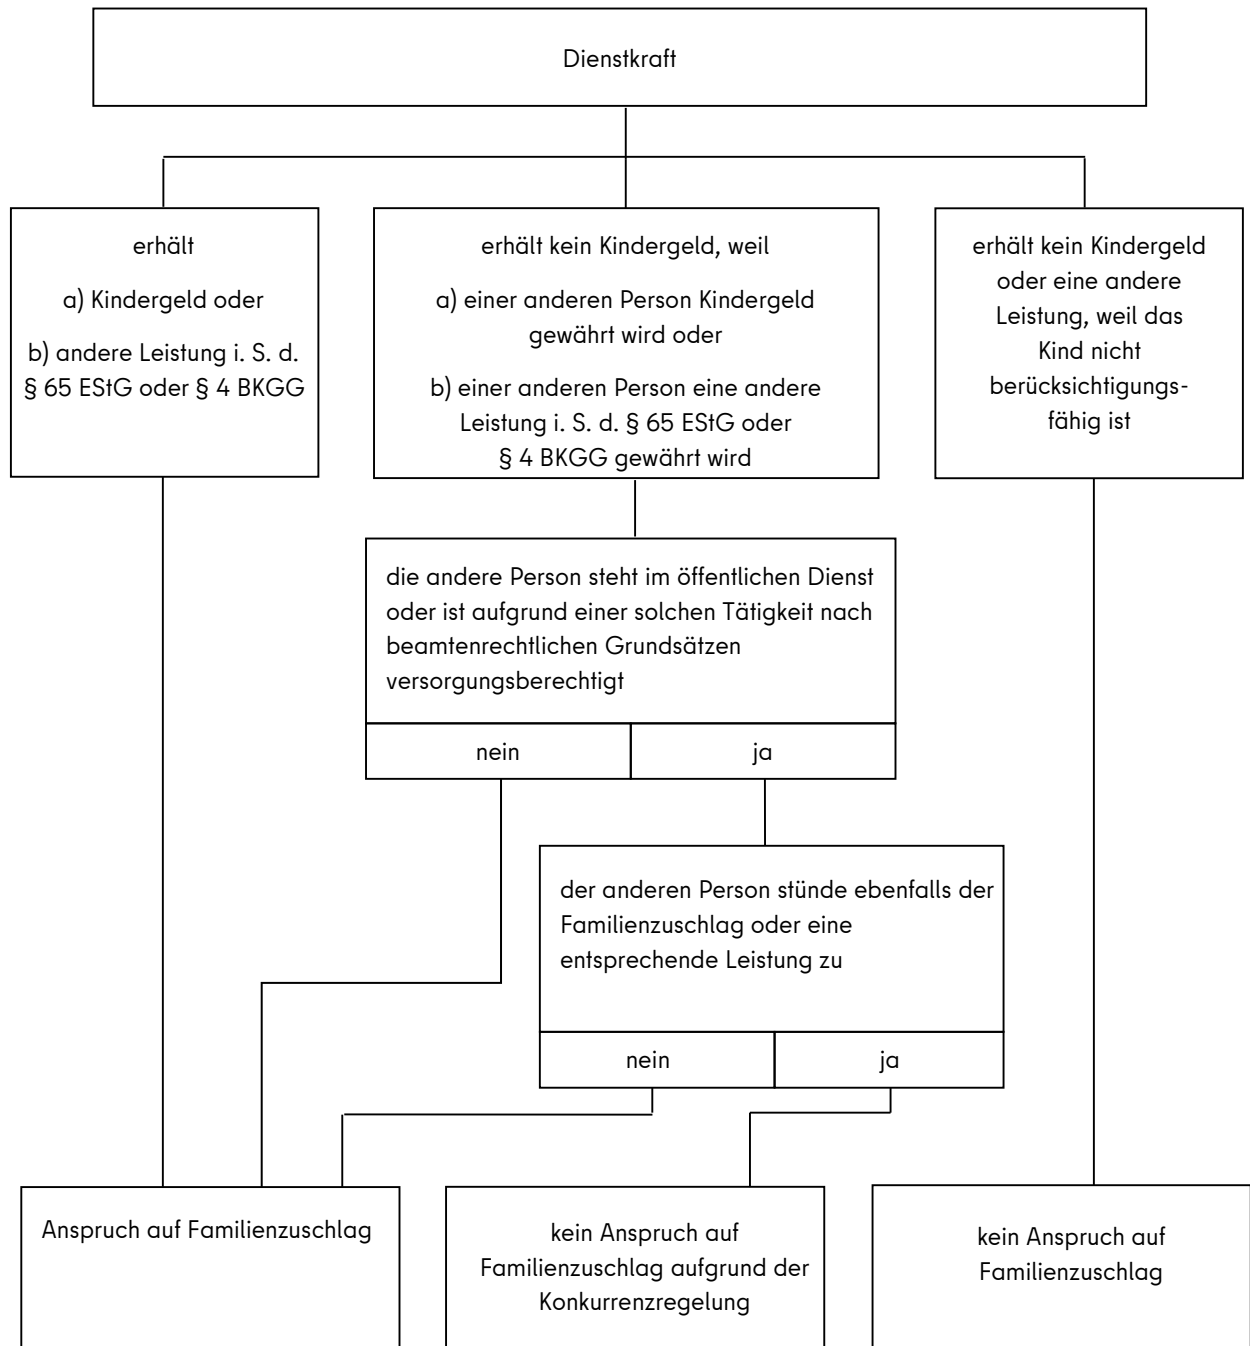 Dienstkraft
erhält
a) Kindergeld oder
b) andere Leistung i. S. d.
§ 65 EStG oder § 4 BKGG
erhält kein Kindergeld, weil
a) einer anderen Person Kindergeld
gewährt wird oder
b) einer anderen Person eine andere
Leistung i. S. d. § 65 EStG oder
§ 4 BKGG gewährt wird
erhält kein Kindergeld
oder eine andere
Leistung, weil das
Kind nicht
berücksichtigungs-
fähig ist
die andere Person steht im öffentlichen Dienst
oder ist aufgrund einer solchen Tätigkeit nach
beamtenrechtlichen Grundsätzen
versorgungsberechtigt
nein
ja
der anderen Person stünde ebenfalls der
Familienzuschlag oder eine
entsprechende Leistung zu
nein
ja
Anspruch auf Familienzuschlag
kein Anspruch auf
Familienzuschlag aufgrund der
Konkurrenzregelung
kein Anspruch auf
Familienzuschlag